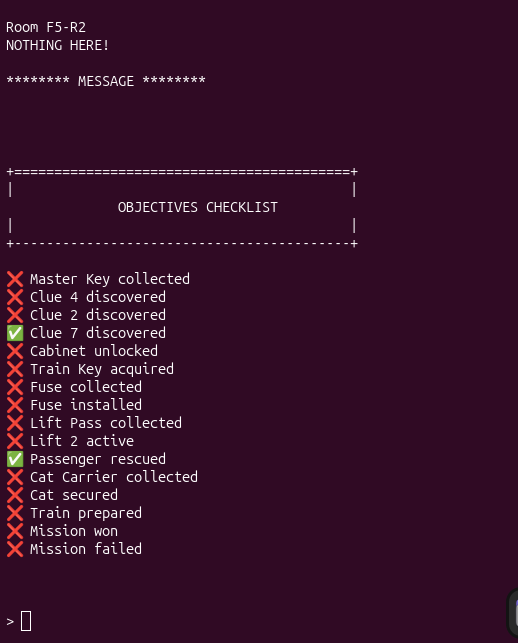 Room F5-R2
NOTHING HERE!
******** MESSAGE ********
+==========================================+
|                                          |
OBJECTIVES CHECKLIST
|                                          |
+------------------------------------------+
❌ Master Key collected
❌ Clue 4 discovered
❌ Clue 2 discovered
✅ Clue 7 discovered
❌ Cabinet unlocked
❌ Train Key acquired
❌ Fuse collected
❌ Fuse installed
❌ Lift Pass collected
❌ Lift 2 active
✅ Passenger rescued
❌ Cat Carrier collected
❌ Cat secured
❌ Train prepared
❌ Mission won
❌ Mission failed
>